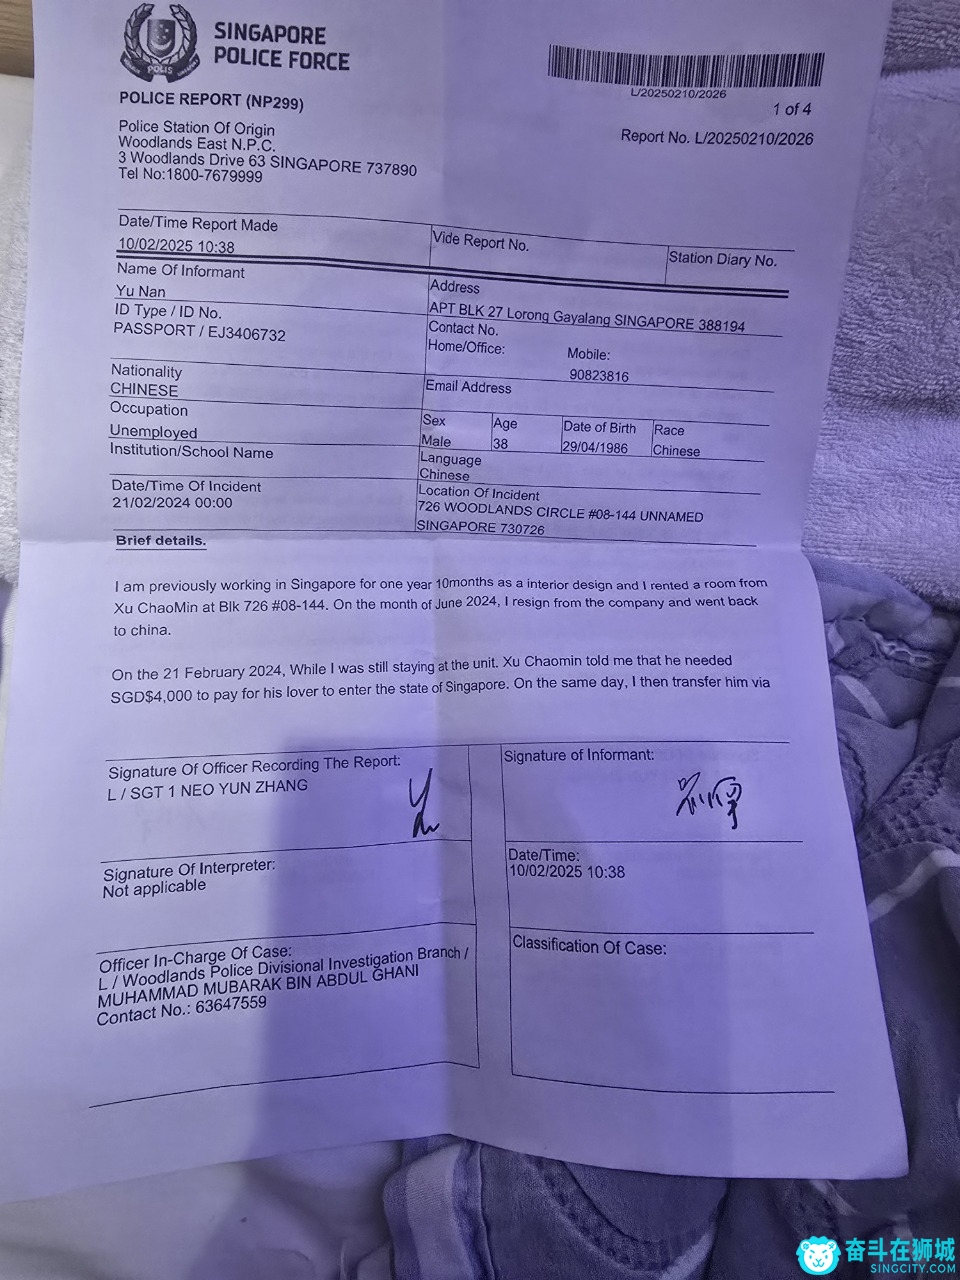 SINGAPORE
POLICE FORCE
POLIS
L/20250210/2026
1 of 4
POLICE REPORT (NP299)
Report No. L/20250210/2026
Police Station Of Origin
Woodlands East N.P.C.
3 Woodlands Drive 63 SINGAPORE 737890
Tel No:1800-7679999
Date/Time Report Made
10/02/2025 10:38
Vide Report No.
Station Diary No.
Name Of Informant
Yu Nan
Address
APT BLK 27 Lorong Gayalang SINGAPORE 388194
ID Type / ID No.
PASSPORT / EJ3406732
Contact No.
Home/Office:
Mobile:
90823816
Nationality
CHINESE
Email Address
Occupation
Unemployed
Sex
Male
Age
38
Date of Birth
29/04/1986
Race
Chinese
Institution/School Name
Language
Chinese
Date/Time Of Incident
21/02/2024 00:00
Location Of Incident
726 WOODLANDS CIRCLE #08-144 UNNAMED
SINGAPORE 730726
Brief details.
I am previously working in Singapore for one year 10months as a interior design and I rented a room from
Xu ChaoMin at Blk 726 #08-144. On the month of June 2024, I resign from the company and went back
to china.
On the 21 February 2024, While I was still staying at the unit. Xu Chaomin told me that he needed
SGD$4,000 to pay for his lover to enter the state of Singapore. On the same day, I then transfer him via
Signature Of Officer Recording The Report:
L / SGT 1 NEO YUN ZHANG
Signature of Informant:
Signature Of Interpreter:
Not applicable
Date/Time:
10/02/2025 10:38
Officer In-Charge Of Case:
L / Woodlands Police Divisional Investigation Branch /
MUHAMMAD MUBARAK BIN ABDUL GHANI
Contact No.: 63647559
Classification Of Case:
奋斗在狮城
SINGCITY.COM